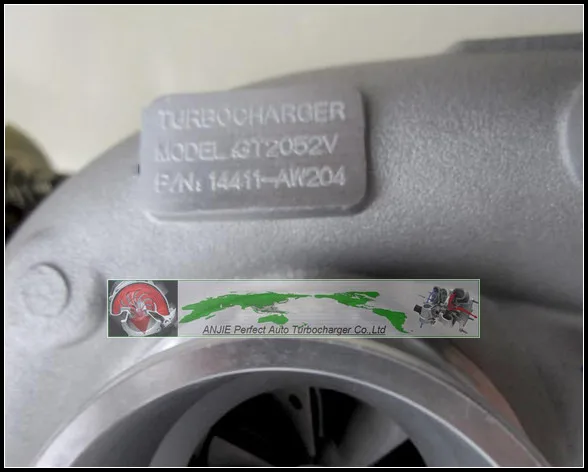 TURBOCHARGER
MODEL:GT2052V
P/N: 14411-AW204
ANJIE Perfect Auto Turbocharger Co.,Ltd